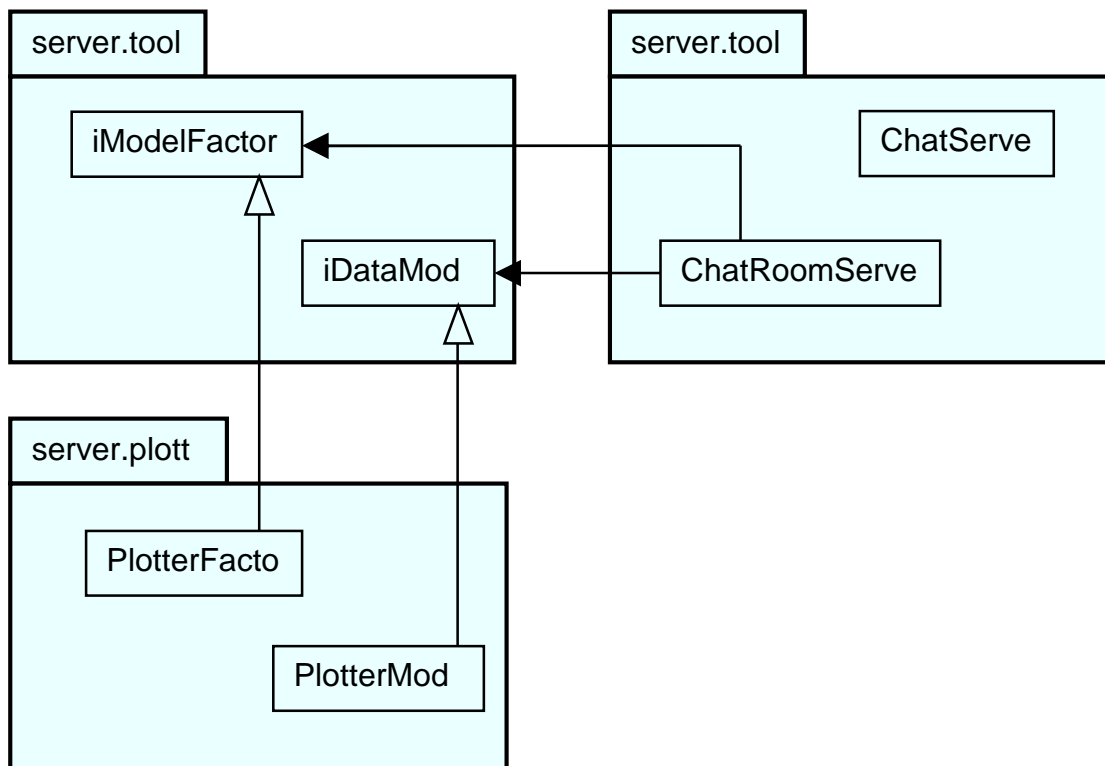 server.tool
server.tool
iModelFactor
ChatServe
iDataMod
ChatRoomServe
server.plott
PlotterFacto
PlotterMod